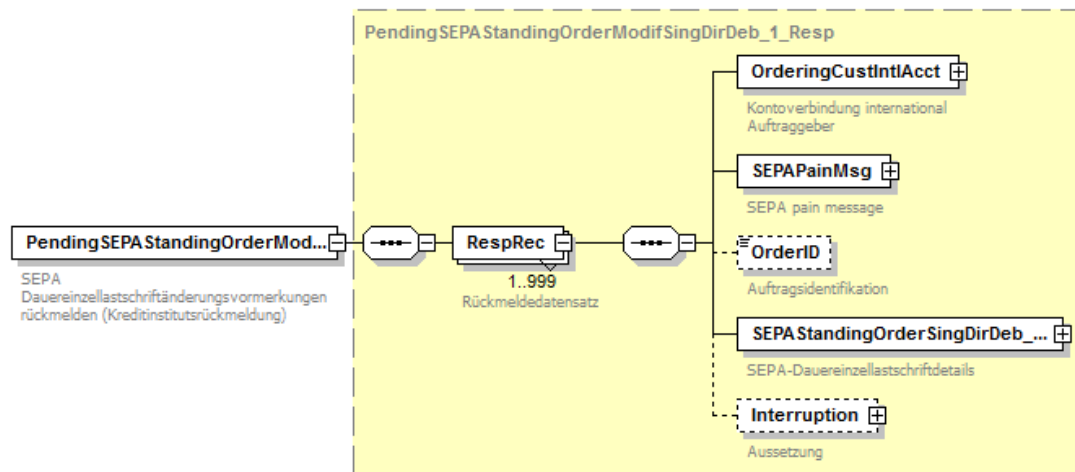 PendingSEPAStandingOrderModifSingDirDeb_1_Resp
OrderingCustIntlAcct
Kontoverbindung international
Auftraggeber
SEPAPainMsg
SEPA pain message
PendingSEPAStandingOrderMod...
SEPA
Dauereinzellastschriftänderungsvormerkungen
rückmelden (Kreditinstitutsrückmeldung)
RespRec
1..999
Rückmeldedatensatz
OrderID
Auftragsidentifikation
SEPAStandingOrderSingDirDeb_...
SEPA-Dauereinzellastschriftdetails
Interruption
Aussetzung